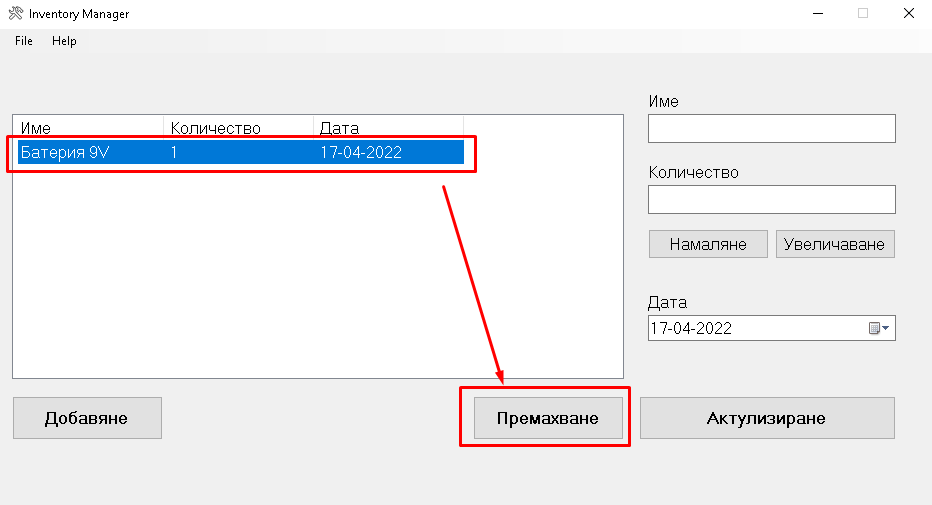 Inventory Manager
File Help
Име Количество Дата
Батерия 9V 1 17-04-2022
Име
Количество
Намаляне Увеличаване
Дата
17-04-2022
Добавяне Премахване Актулизиране